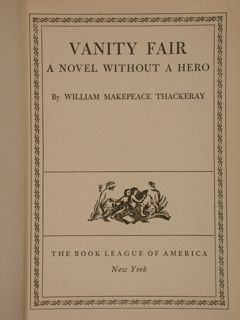 VANITY FAIR
A NOVEL WITHOUT A HERO
By WILLIAM MAKEPEACE THACKERAY
THE BOOK LEAGUE OF AMERICA
New York